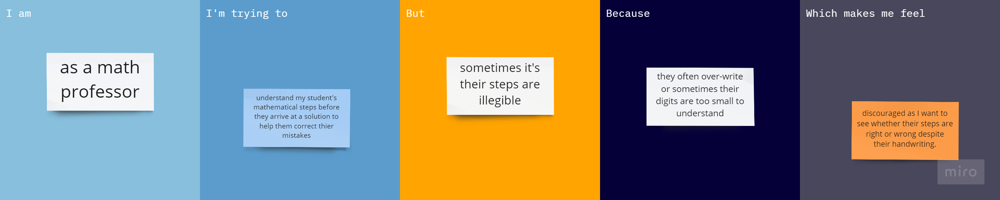 I am
as a math
professor
I'm trying to
understand my student's
mathematical steps before
they arrive at a solution to
help them correct thier
mistakes
But
sometimes it's
their steps are
illegible
Because
they often over-write
or sometimes their
digits are too small to
understand
Which makes me feel
discouraged as I want to
see whether their steps are
right or wrong despite
their handwriting.
miro